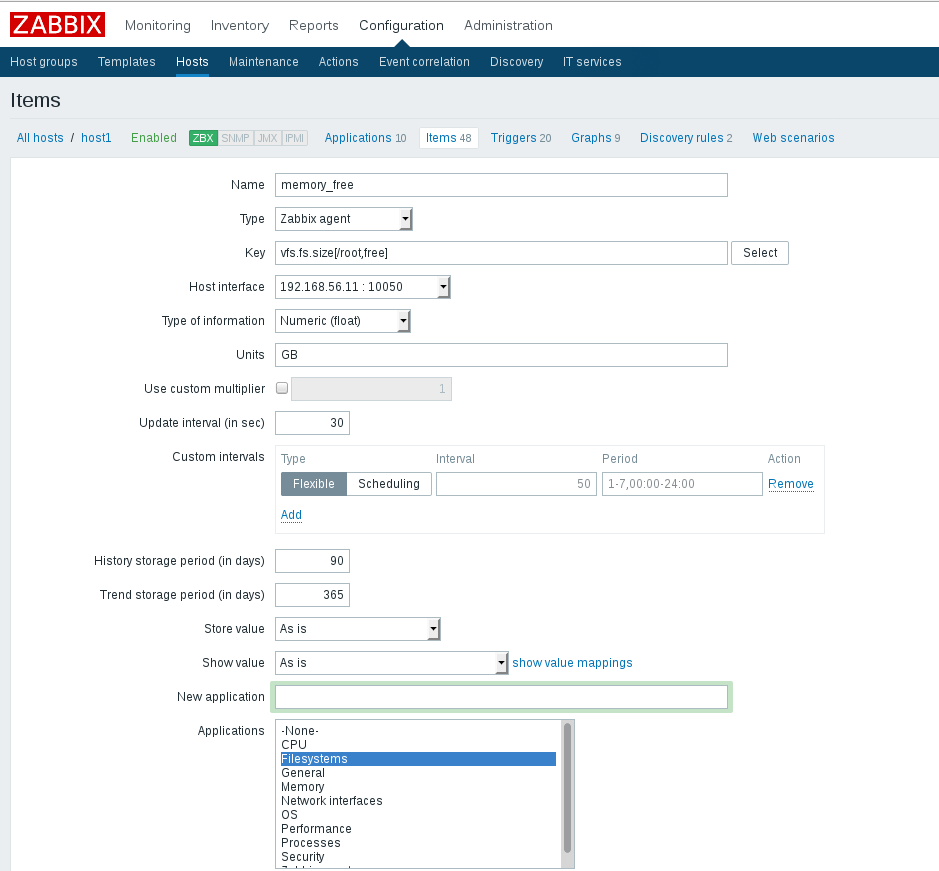 ZABBIX Monitoring Inventory Reports Configuration Administration
Host groups Templates Hosts Maintenance Actions Event correlation Discovery IT services
Items
All hosts / host1 Enabled ZBX SNMP JMX IPMI Applications 10 Items 48 Triggers 20 Graphs 9 Discovery rules 2 Web scenarios
Name memory_free
Type Zabbix agent
Key vfs.fs.size[/root,free] Select
Host interface 192.168.56.11 : 10050
Type of information Numeric (float)
Units GB
Use custom multiplier 1
Update interval (in sec) 30
Custom intervals Type Interval Period Action
Flexible Scheduling 50 1-7,00:00-24:00 Remove
Add
History storage period (in days) 90
Trend storage period (in days) 365
Store value As is
Show value As is show value mappings
New application
Applications -None-
CPU
Filesystems
General
Memory
Network interfaces
OS
Performance
Processes
Security